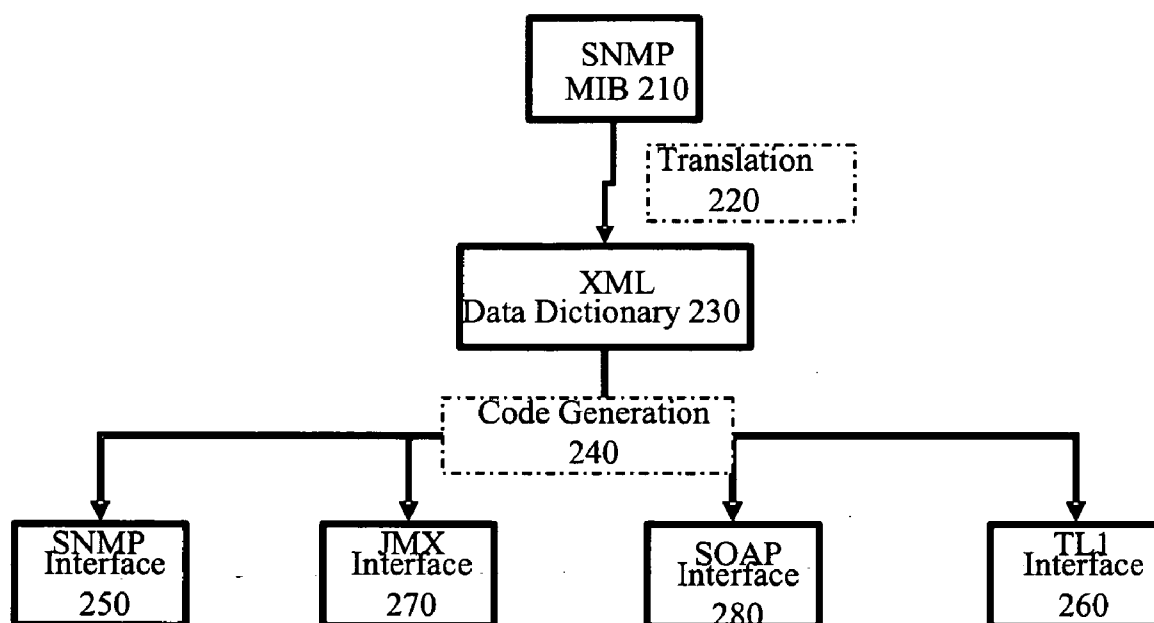 SNMP
MIB 210
Translation
220
XML
Data Dictionary 230
Code Generation
240
SNMP
Interface
250
JMX
Interface
270
SOAP
Interface
280
TL1
Interface
260